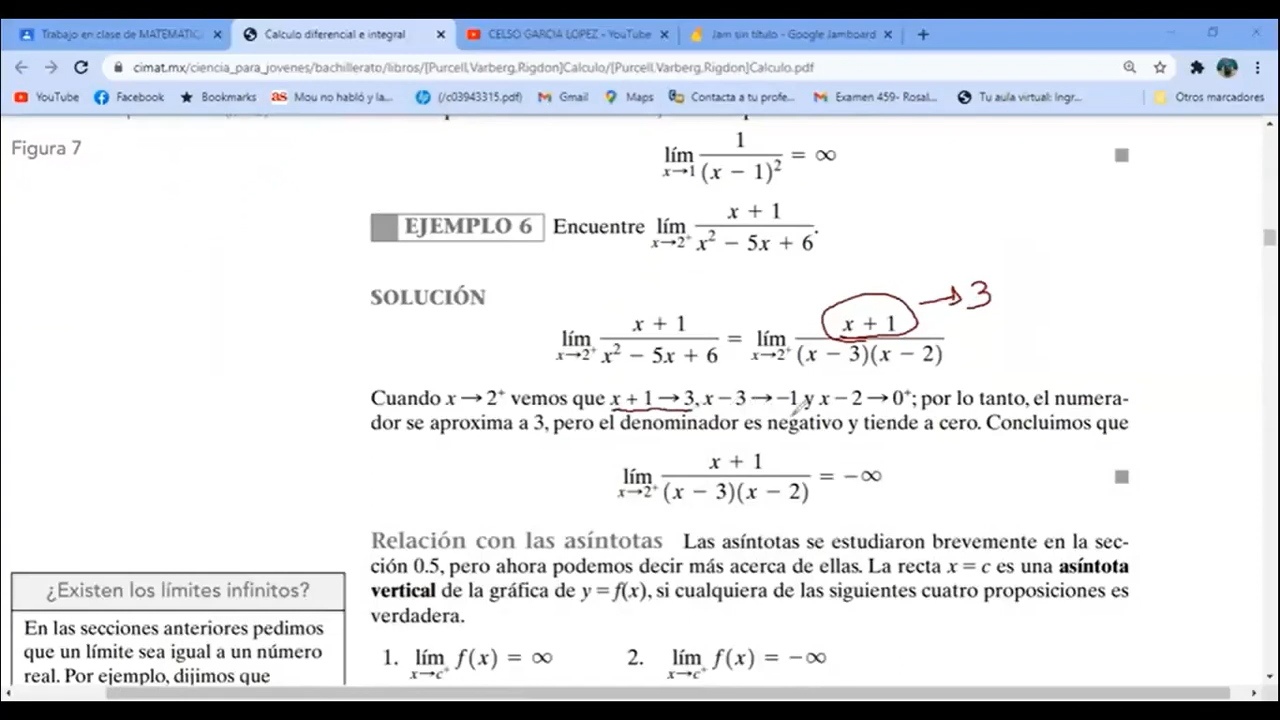 Trabajo en clase de MATEMATIC
Calculo diferencial e integral
CELSO GARCIA LOPEZ - YouTube
Jam sin título - Google Jamboard
cimat.mx/ciencia_para_jovenes/bachillerato/libros/[Purcell,Varberg,Rigdon]Calculo/[Purcell,Varberg,Rigdon]Calculo.pdf
YouTube
Facebook
Bookmarks
Mou no habló y la...
(/c03943315.pdf)
Gmail
Maps
Contacta a tu profe...
Examen 459- Rosal...
Tu aula virtual: Ingr...
Otros marcadores
Figura 7
lím x→1 1/(x − 1)² = ∞
EJEMPLO 6 Encuentre lím x→2⁺ (x + 1)/(x² − 5x + 6).
SOLUCIÓN
→ 3
lím x→2⁺ (x + 1)/(x² − 5x + 6) = lím x→2⁺ (x + 1)/((x − 3)(x − 2))
Cuando x → 2⁺ vemos que x + 1 → 3, x − 3 → −1 y x − 2 → 0⁺; por lo tanto, el numera-
dor se aproxima a 3, pero el denominador es negativo y tiende a cero. Concluimos que
lím x→2⁺ (x + 1)/((x − 3)(x − 2)) = −∞
Relación con las asíntotas Las asíntotas se estudiaron brevemente en la sec-
ción 0.5, pero ahora podemos decir más acerca de ellas. La recta x = c es una asíntota
vertical de la gráfica de y = f(x), si cualquiera de las siguientes cuatro proposiciones es
verdadera.
1. lím x→c⁺ f(x) = ∞ 2. lím x→c⁺ f(x) = −∞
¿Existen los límites infinitos?
En las secciones anteriores pedimos
que un límite sea igual a un número
real. Por ejemplo, dijimos que